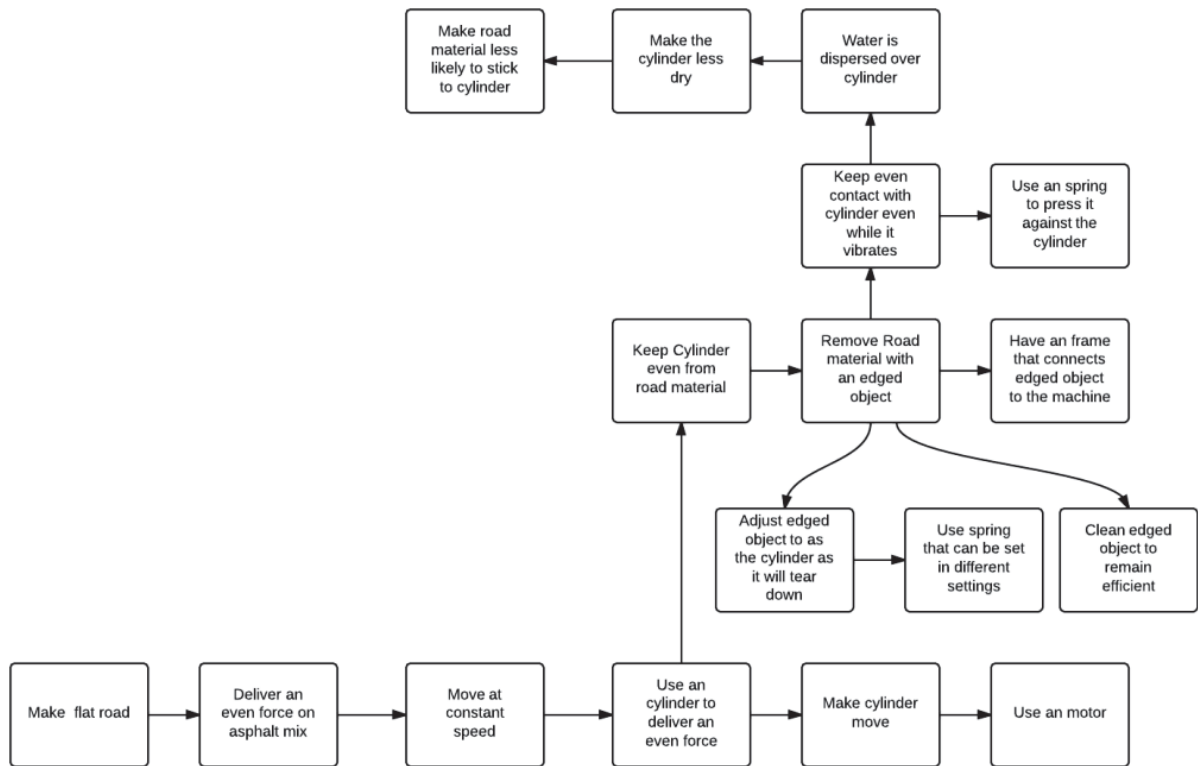 Make road
material less
likely to stick
to cylinder
Make the
cylinder less
dry
Water is
dispersed over
cylinder
Keep even
contact with
cylinder even
while it
vibrates
Use an spring
to press it
against the
cylinder
Keep Cylinder
even from
road material
Remove Road
material with
an edged
object
Have an frame
that connects
edged object
to the machine
Adjust edged
object to as
the cylinder as
it will tear
down
Use spring
that can be set
in different
settings
Clean edged
object to
remain
efficient
Make flat road
Deliver an
even force on
asphalt mix
Move at
constant
speed
Use an
cylinder to
deliver an
even force
Make cylinder
move
Use an motor